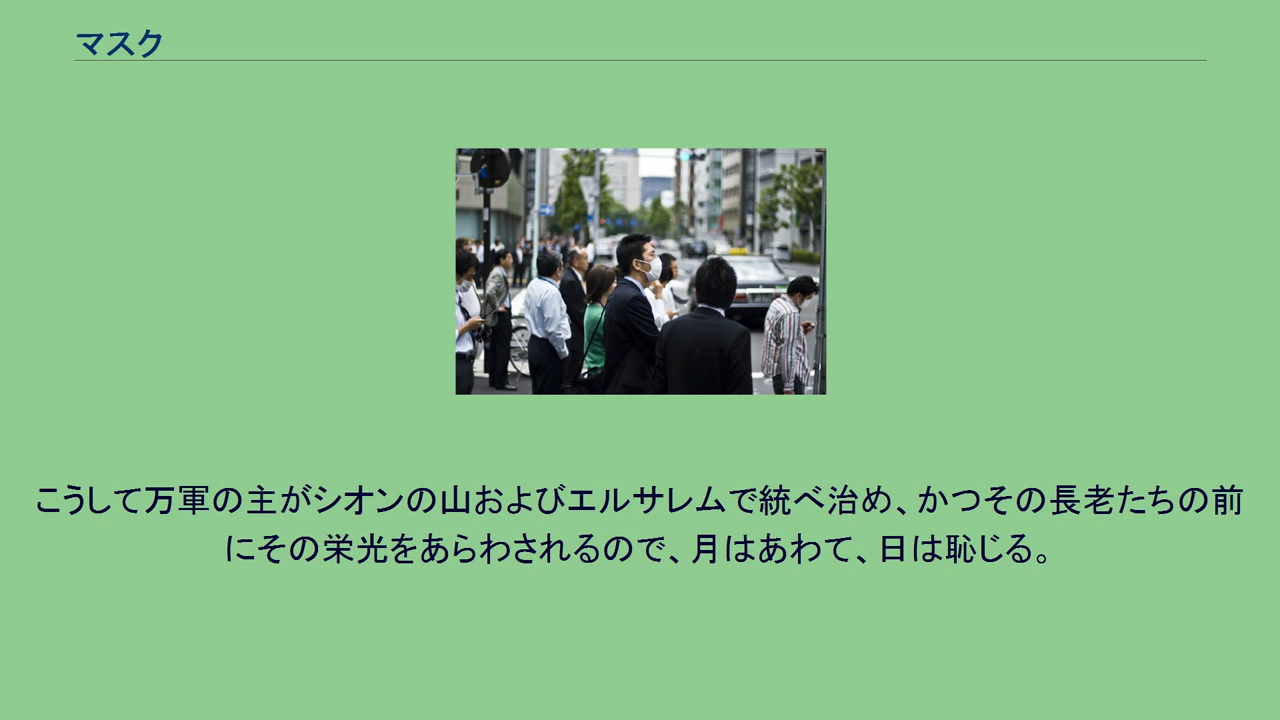 マスク
こうして万軍の主がシオンの山およびエルサレムで統べ治め、かつその長老たちの前
にその栄光をあらわされるので、月はあわて、日は恥じる。